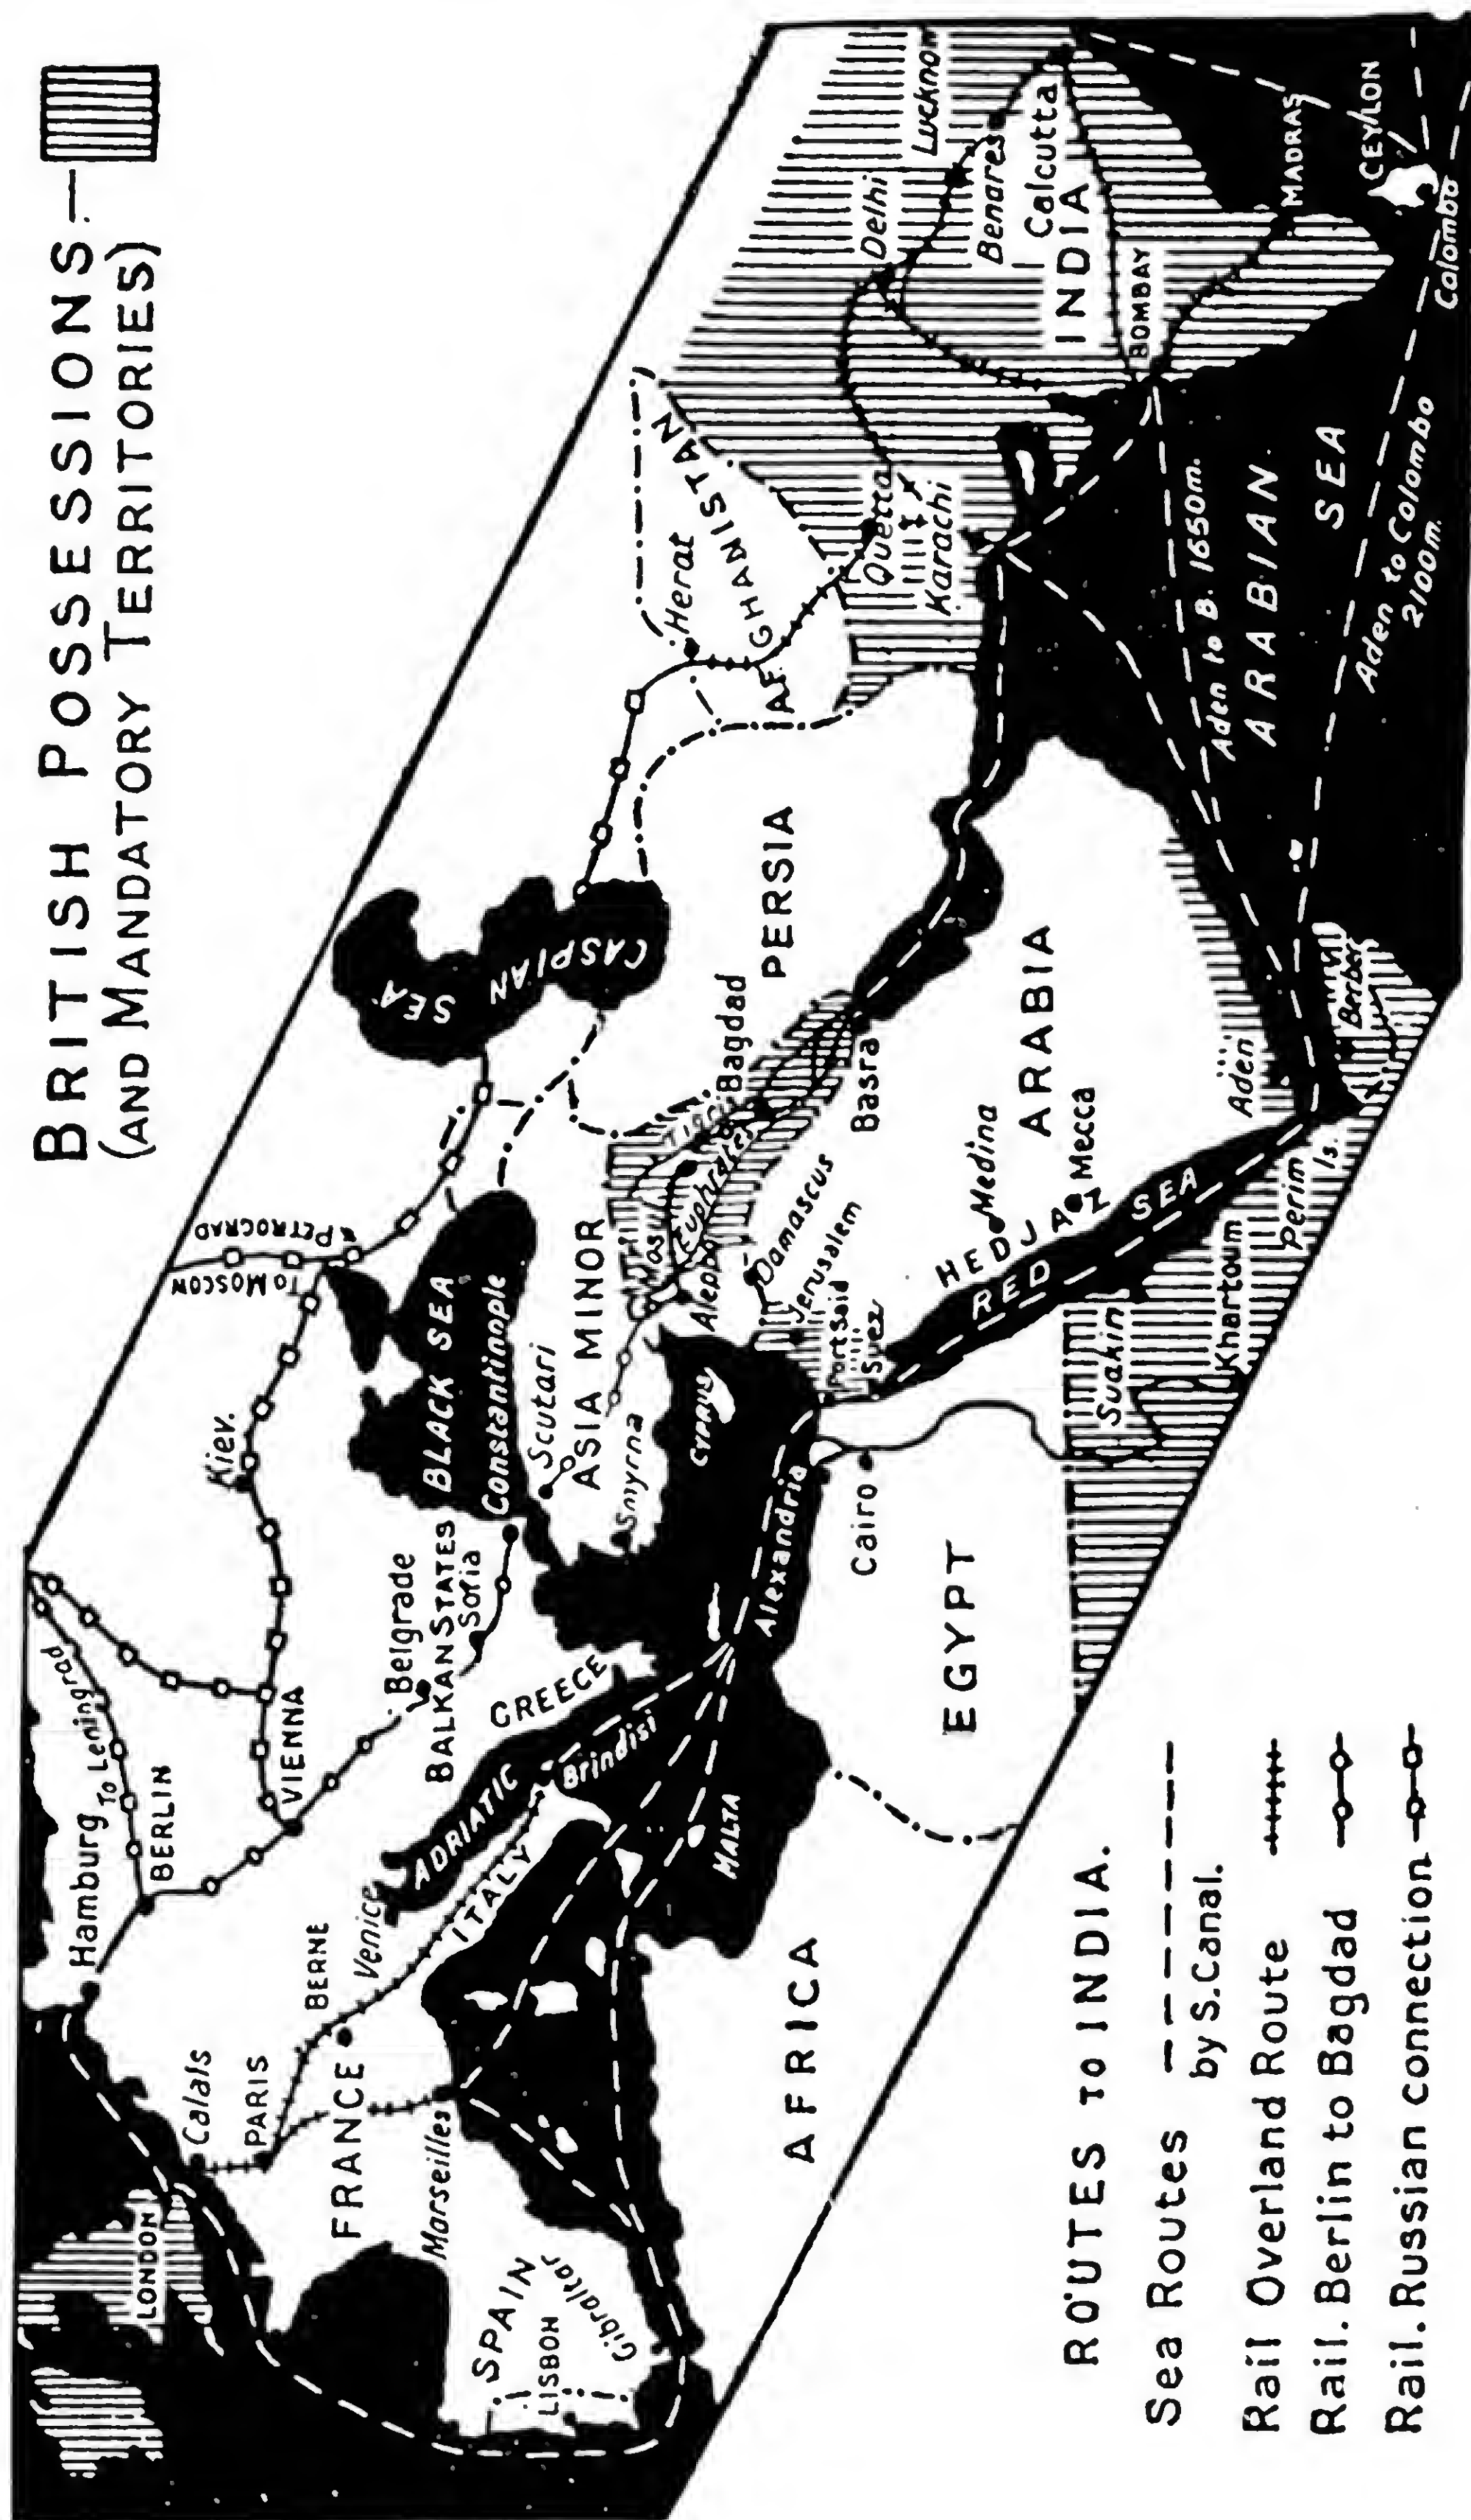 BRITISH POSSESSIONS—
(AND MANDATORY TERRITORIES)
LONDON
Calais
PARIS
FRANCE
BERNE
Venice
Marseilles
SPAIN
LISBON
Gibraltar
Hamburg
BERLIN
To Leningrad
VIENNA
Kiev.
To MOSCOW
& PETROGRAD
Belgrade
BALKAN STATES
Sofia
GREECE
ADRIATIC
ITALY
Brindisi
MALTA
BLACK SEA
Constantinople
Scutari
ASIA MINOR
Smyrna
CYPRUS
Alexandria
Cairo
EGYPT
AFRICA
CASPIAN
SEA
Mosul
Tigris
Euphrates
Aleppo
Bagdad
Damascus
Jerusalem
Port Said
Suez
Basra
PERSIA
ARABIA
Medina
Mecca
HEDJAZ
RED SEA
Suakin
Khartoum
Perim
Is.
Aden
Berbera
Herat
AFGHANISTAN
Quetta
Karachi
Delhi
Lucknow
Benares
Calcutta
INDIA
BOMBAY
MADRAS
CEYLON
Colombo
Aden to B. 1650m.
ARABIAN.
SEA
Aden to Colombo
2100m.
ROUTES TO INDIA.
Sea Routes
by S. Canal.
Rail Overland Route
Rail. Berlin to Bagdad
Rail. Russian connection